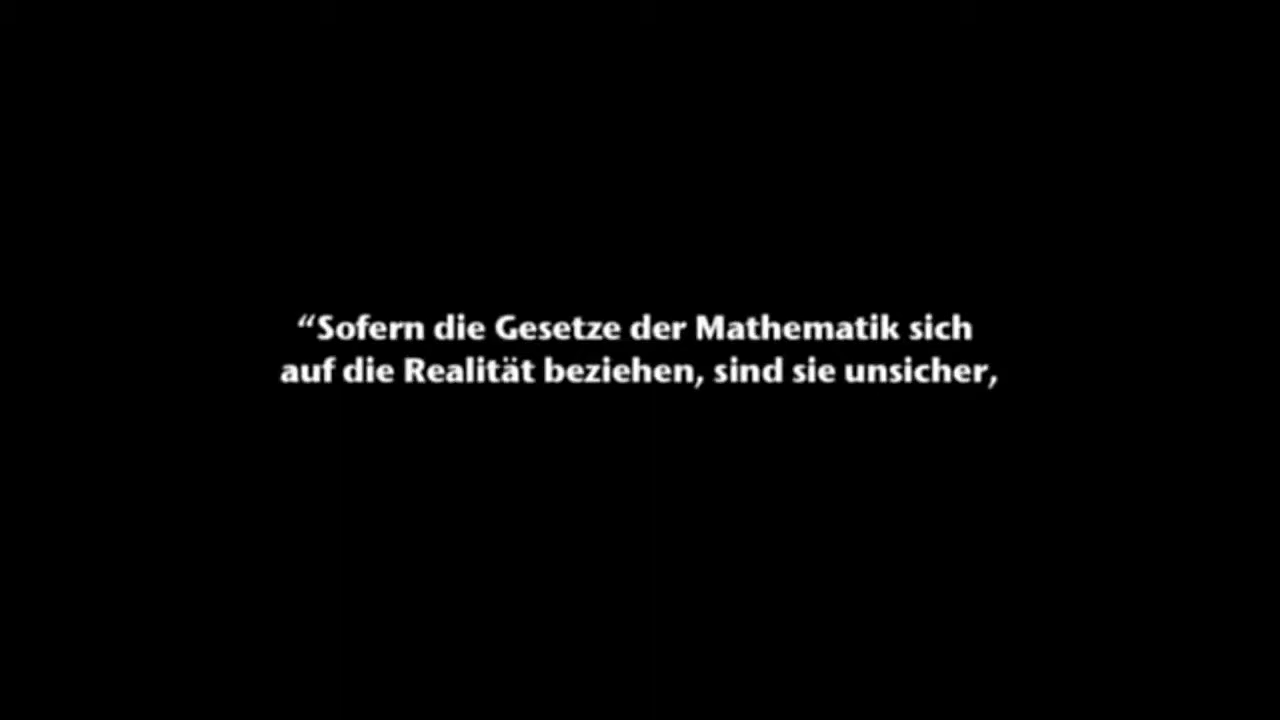 “Sofern die Gesetze der Mathematik sich
auf die Realität beziehen, sind sie unsicher,